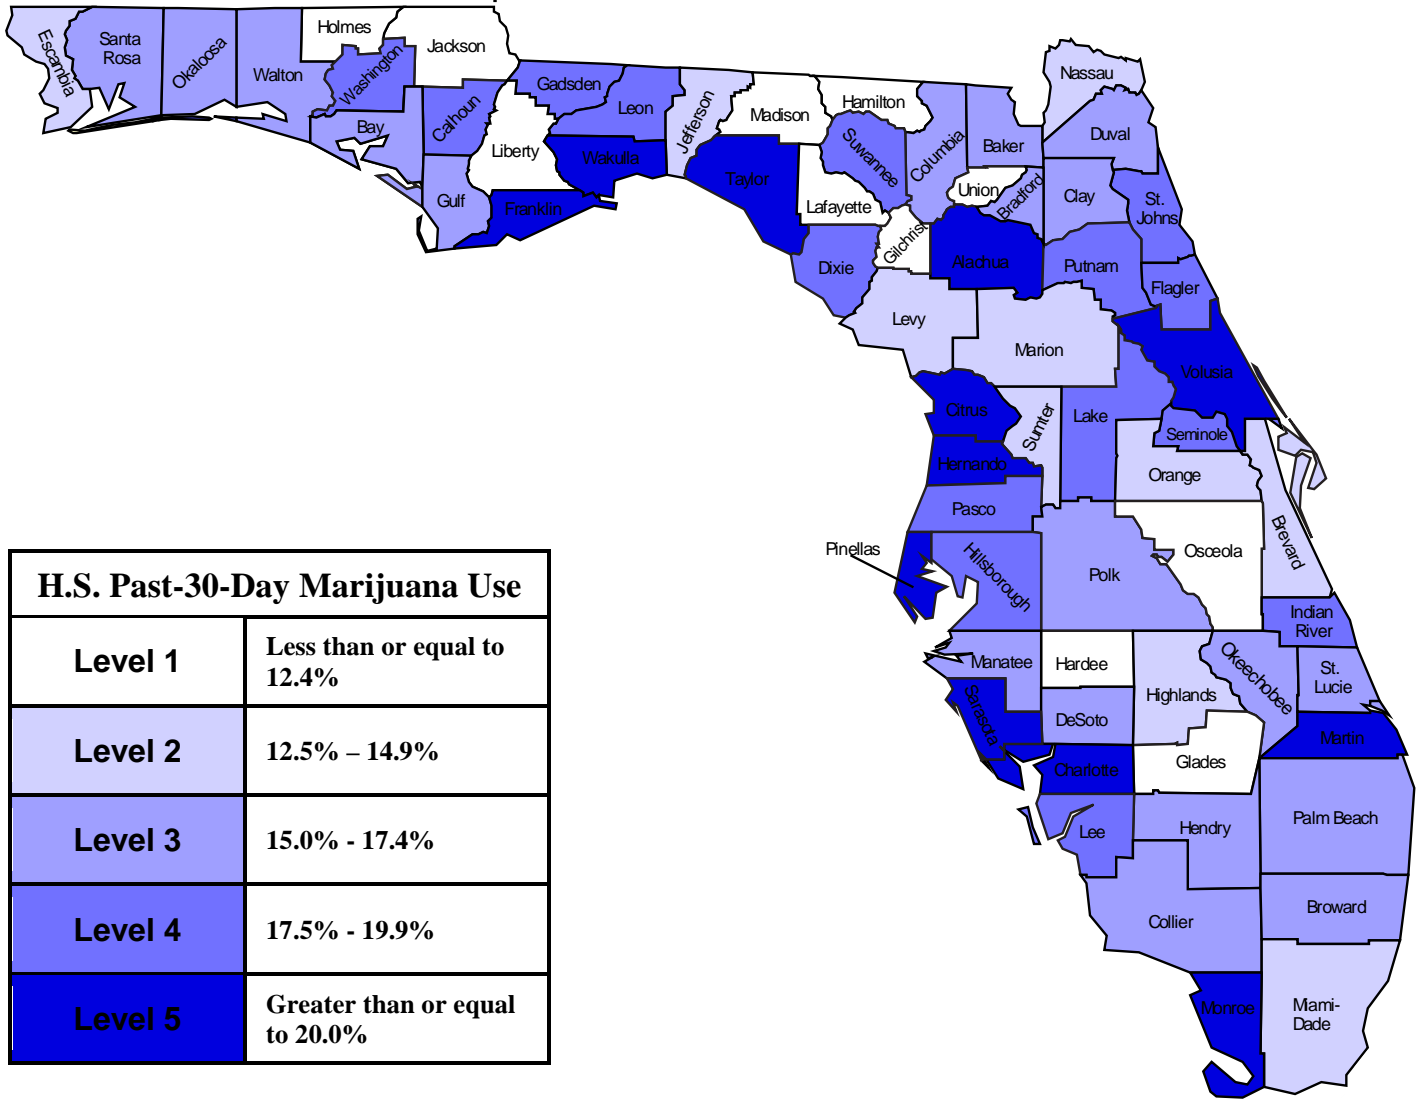 Holmes
Jackson
Escambia
Santa
Rosa
Okaloosa
Walton
Washington
Bay
Calhoun
Gulf
Liberty
Franklin
Gadsden
Leon
Wakulla
Jefferson
Madison
Taylor
Hamilton
Suwannee
Lafayette
Dixie
Columbia
Baker
Union
Bradford
Gilchrist
Alachua
Nassau
Duval
Clay
St.
Johns
Putnam
Flagler
Levy
Marion
Volusia
Citrus
Sumter
Lake
Seminole
Hernando
Orange
Pasco
Brevard
Pinellas
Hillsborough
Polk
Osceola
Indian
River
Manatee
Hardee
Highlands
Okeechobee
St.
Lucie
Sarasota
DeSoto
Martin
Charlotte
Glades
Lee
Hendry
Palm Beach
Collier
Broward
Monroe
Miami-
Dade
H.S. Past-30-Day Marijuana Use
Level 1
Less than or equal to
12.4%
Level 2
12.5% – 14.9%
Level 3
15.0% - 17.4%
Level 4
17.5% - 19.9%
Level 5
Greater than or equal
to 20.0%